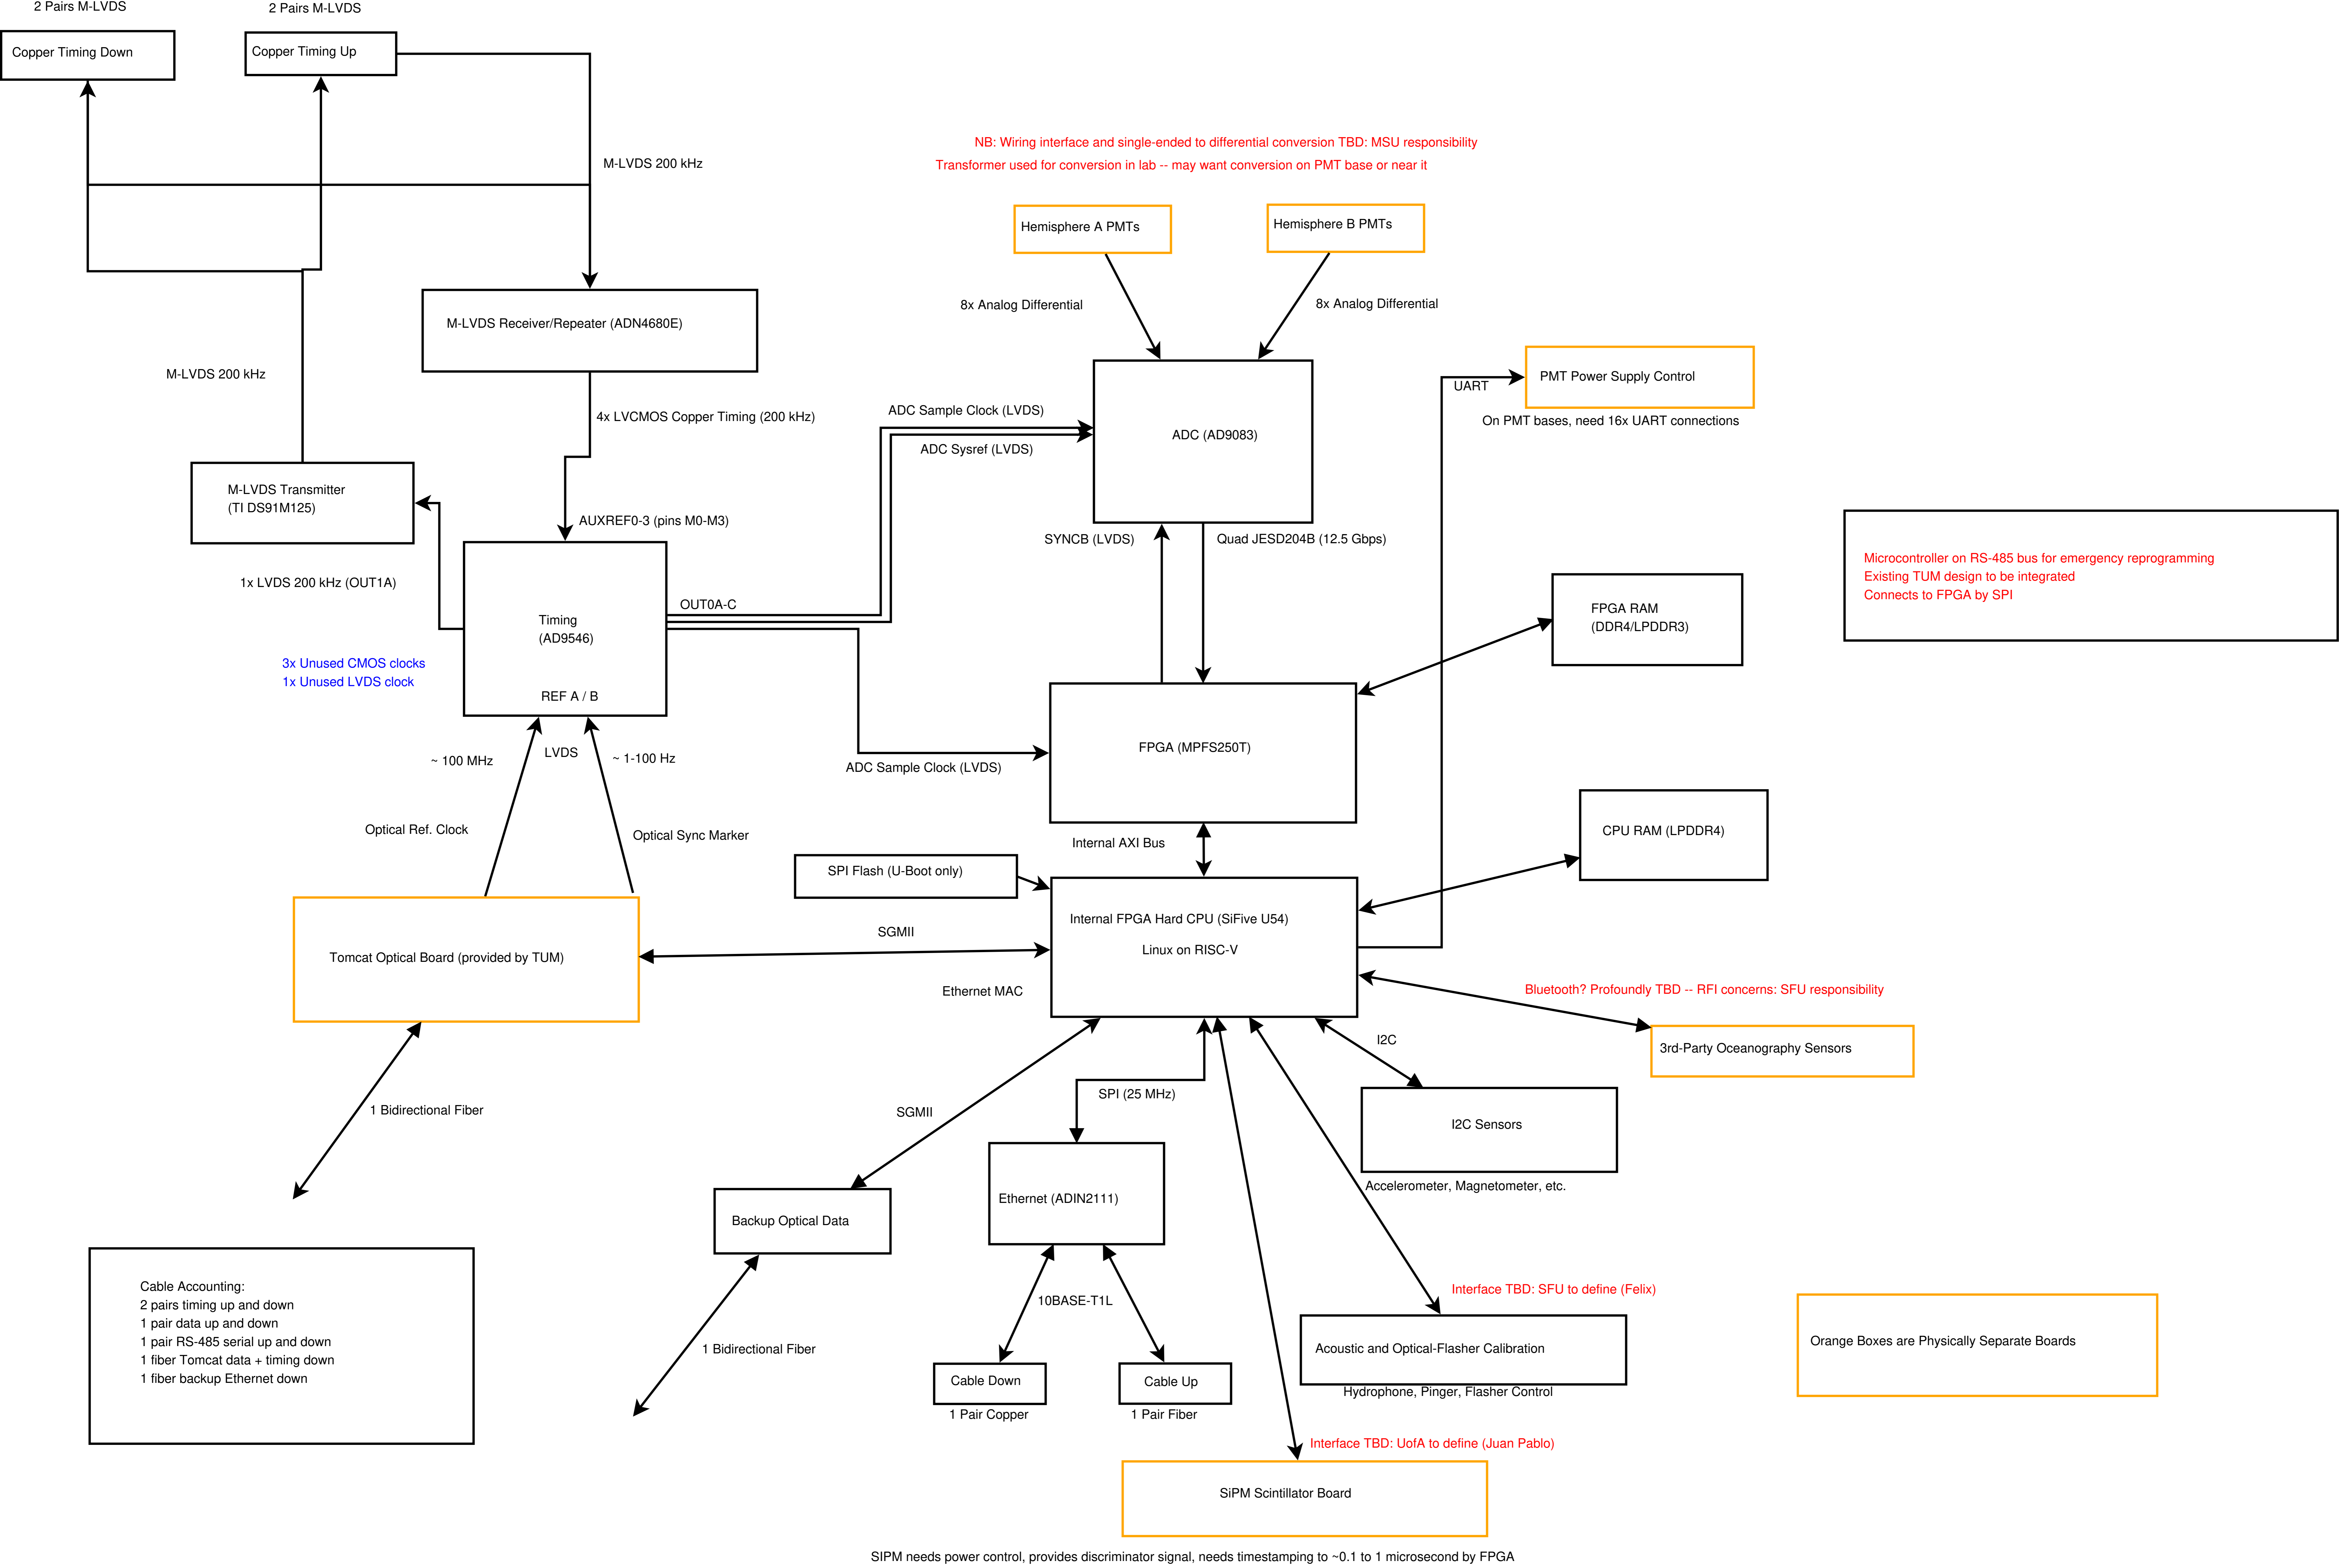 2 Pairs M-LVDS
2 Pairs M-LVDS
Copper Timing Down
Copper Timing Up
M-LVDS 200 kHz
NB: Wiring interface and single-ended to differential conversion TBD: MSU responsibility
Transformer used for conversion in lab -- may want conversion on PMT base or near it
Hemisphere A PMTs
Hemisphere B PMTs
8x Analog Differential
8x Analog Differential
M-LVDS Receiver/Repeater (ADN4680E)
M-LVDS 200 kHz
4x LVCMOS Copper Timing (200 kHz)
ADC Sample Clock (LVDS)
ADC Sysref (LVDS)
ADC (AD9083)
UART
PMT Power Supply Control
On PMT bases, need 16x UART connections
M-LVDS Transmitter
(TI DS91M125)
AUXREF0-3 (pins M0-M3)
SYNCB (LVDS)
Quad JESD204B (12.5 Gbps)
Microcontroller on RS-485 bus for emergency reprogramming
Existing TUM design to be integrated
Connects to FPGA by SPI
1x LVDS 200 kHz (OUT1A)
OUT0A-C
Timing
(AD9546)
FPGA RAM
(DDR4/LPDDR3)
3x Unused CMOS clocks
1x Unused LVDS clock
REF A / B
LVDS
~ 100 MHz
~ 1-100 Hz
ADC Sample Clock (LVDS)
FPGA (MPFS250T)
Optical Ref. Clock
Optical Sync Marker
Internal AXI Bus
CPU RAM (LPDDR4)
SPI Flash (U-Boot only)
Internal FPGA Hard CPU (SiFive U54)
Linux on RISC-V
SGMII
Tomcat Optical Board (provided by TUM)
Ethernet MAC
Bluetooth? Profoundly TBD -- RFI concerns: SFU responsibility
3rd-Party Oceanography Sensors
I2C
1 Bidirectional Fiber
SGMII
SPI (25 MHz)
I2C Sensors
Accelerometer, Magnetometer, etc.
Backup Optical Data
Ethernet (ADIN2111)
Cable Accounting:
2 pairs timing up and down
1 pair data up and down
1 pair RS-485 serial up and down
1 fiber Tomcat data + timing down
1 fiber backup Ethernet down
1 Bidirectional Fiber
10BASE-T1L
Cable Down
Cable Up
1 Pair Copper
1 Pair Fiber
Interface TBD: SFU to define (Felix)
Acoustic and Optical-Flasher Calibration
Hydrophone, Pinger, Flasher Control
Orange Boxes are Physically Separate Boards
Interface TBD: UofA to define (Juan Pablo)
SiPM Scintillator Board
SIPM needs power control, provides discriminator signal, needs timestamping to ~0.1 to 1 microsecond by FPGA